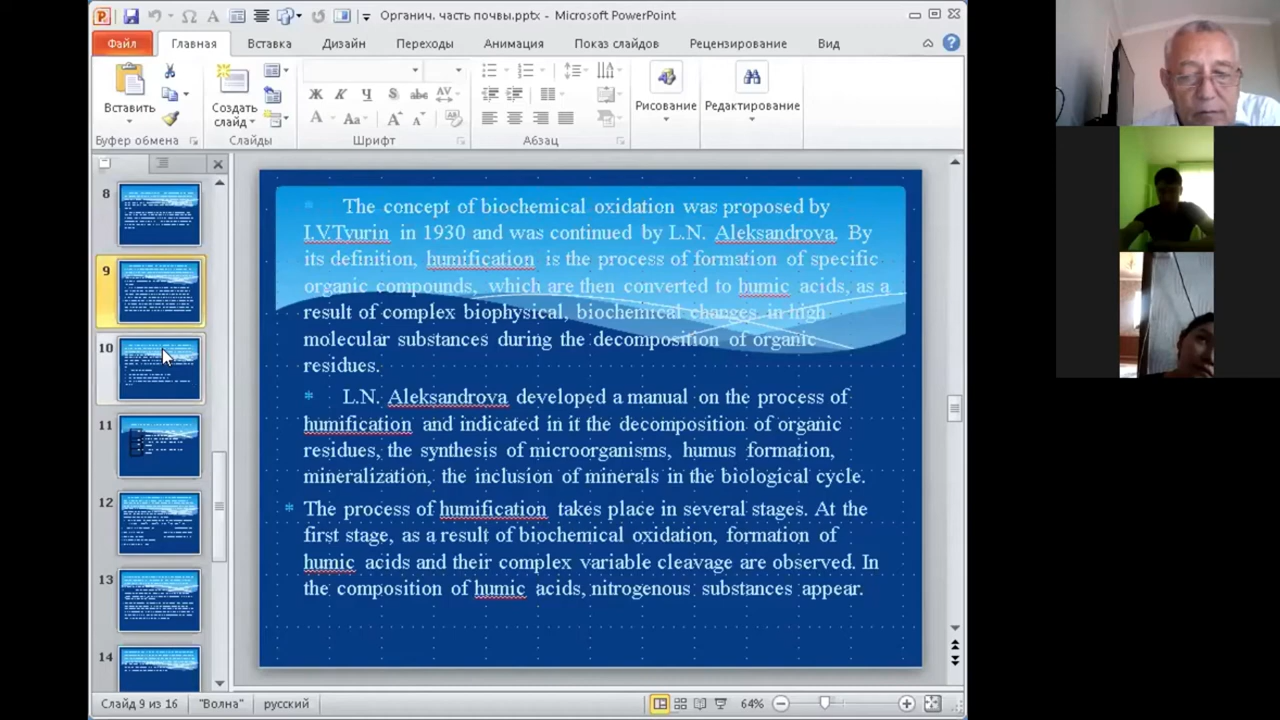 Органич. часть почвы.pptx - Microsoft PowerPoint
Файл Главная Вставка Дизайн Переходы Анимация Показ слайдов Рецензирование Вид
Вставить
Создать слайд
Рисование
Редактирование
Буфер обмена Слайды Шрифт Абзац
8
9
10
11
12
13
14
The concept of biochemical oxidation was proposed by
I.V.Tyurin in 1930 and was continued by L.N. Aleksandrova. By
its definition, humification is the process of formation of specific
organic compounds, which are then converted to humic acids,
result of complex biophysical, biochemical changes in high
molecular substances during the decomposition of organic
residues.
L.N. Aleksandrova developed a manual on the process of
humification and indicated in it the decomposition of organic
residues, the synthesis of microorganisms, humus formation,
mineralization, the inclusion of minerals in the biological cycle.
The process of humification takes place in several stages. At the
first stage, as a result of biochemical oxidation, formation of
humic acids and their complex variable cleavage are observed. In
the composition of humic acids nitrogenous substances appear.
Слайд 9 из 16 "Волна" русский 64%